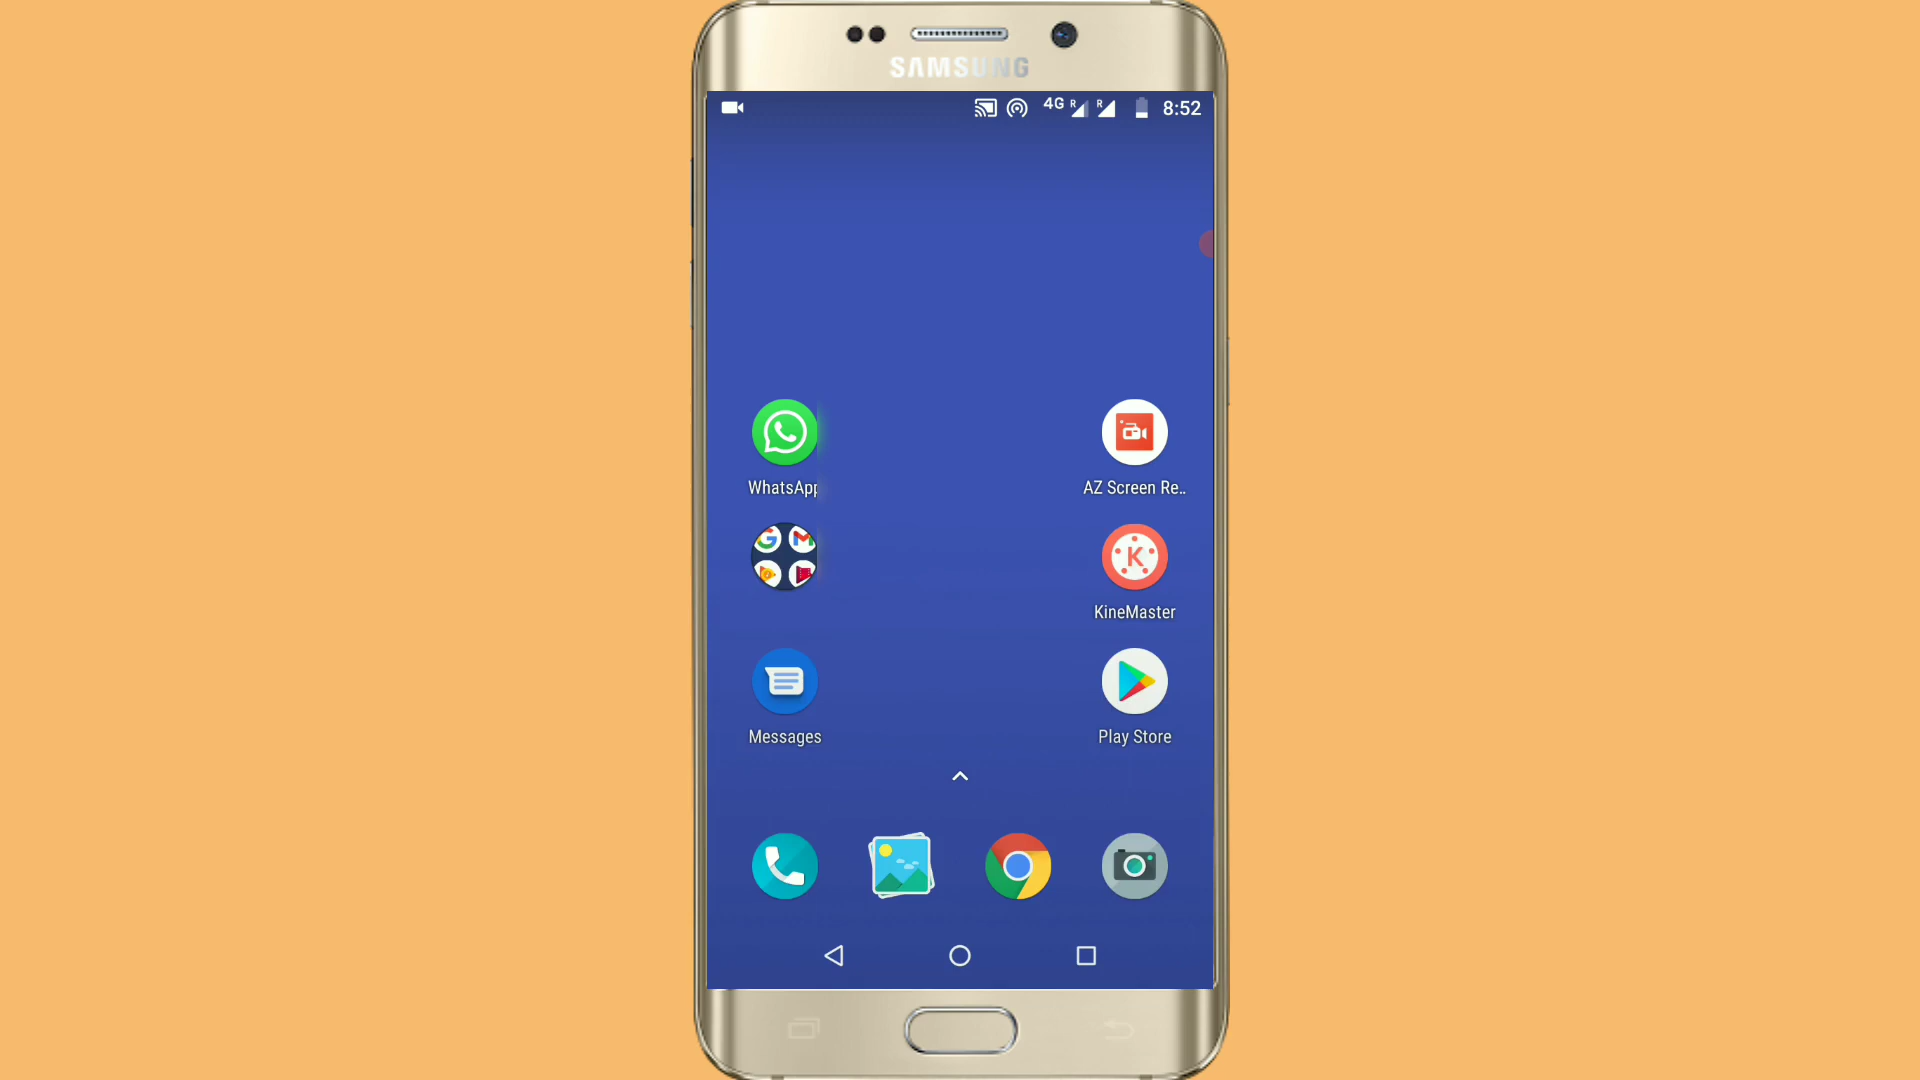 SAMSUNG
4G R R 8:52
WhatsApp
AZ Screen Re..
KineMaster
Messages
Play Store